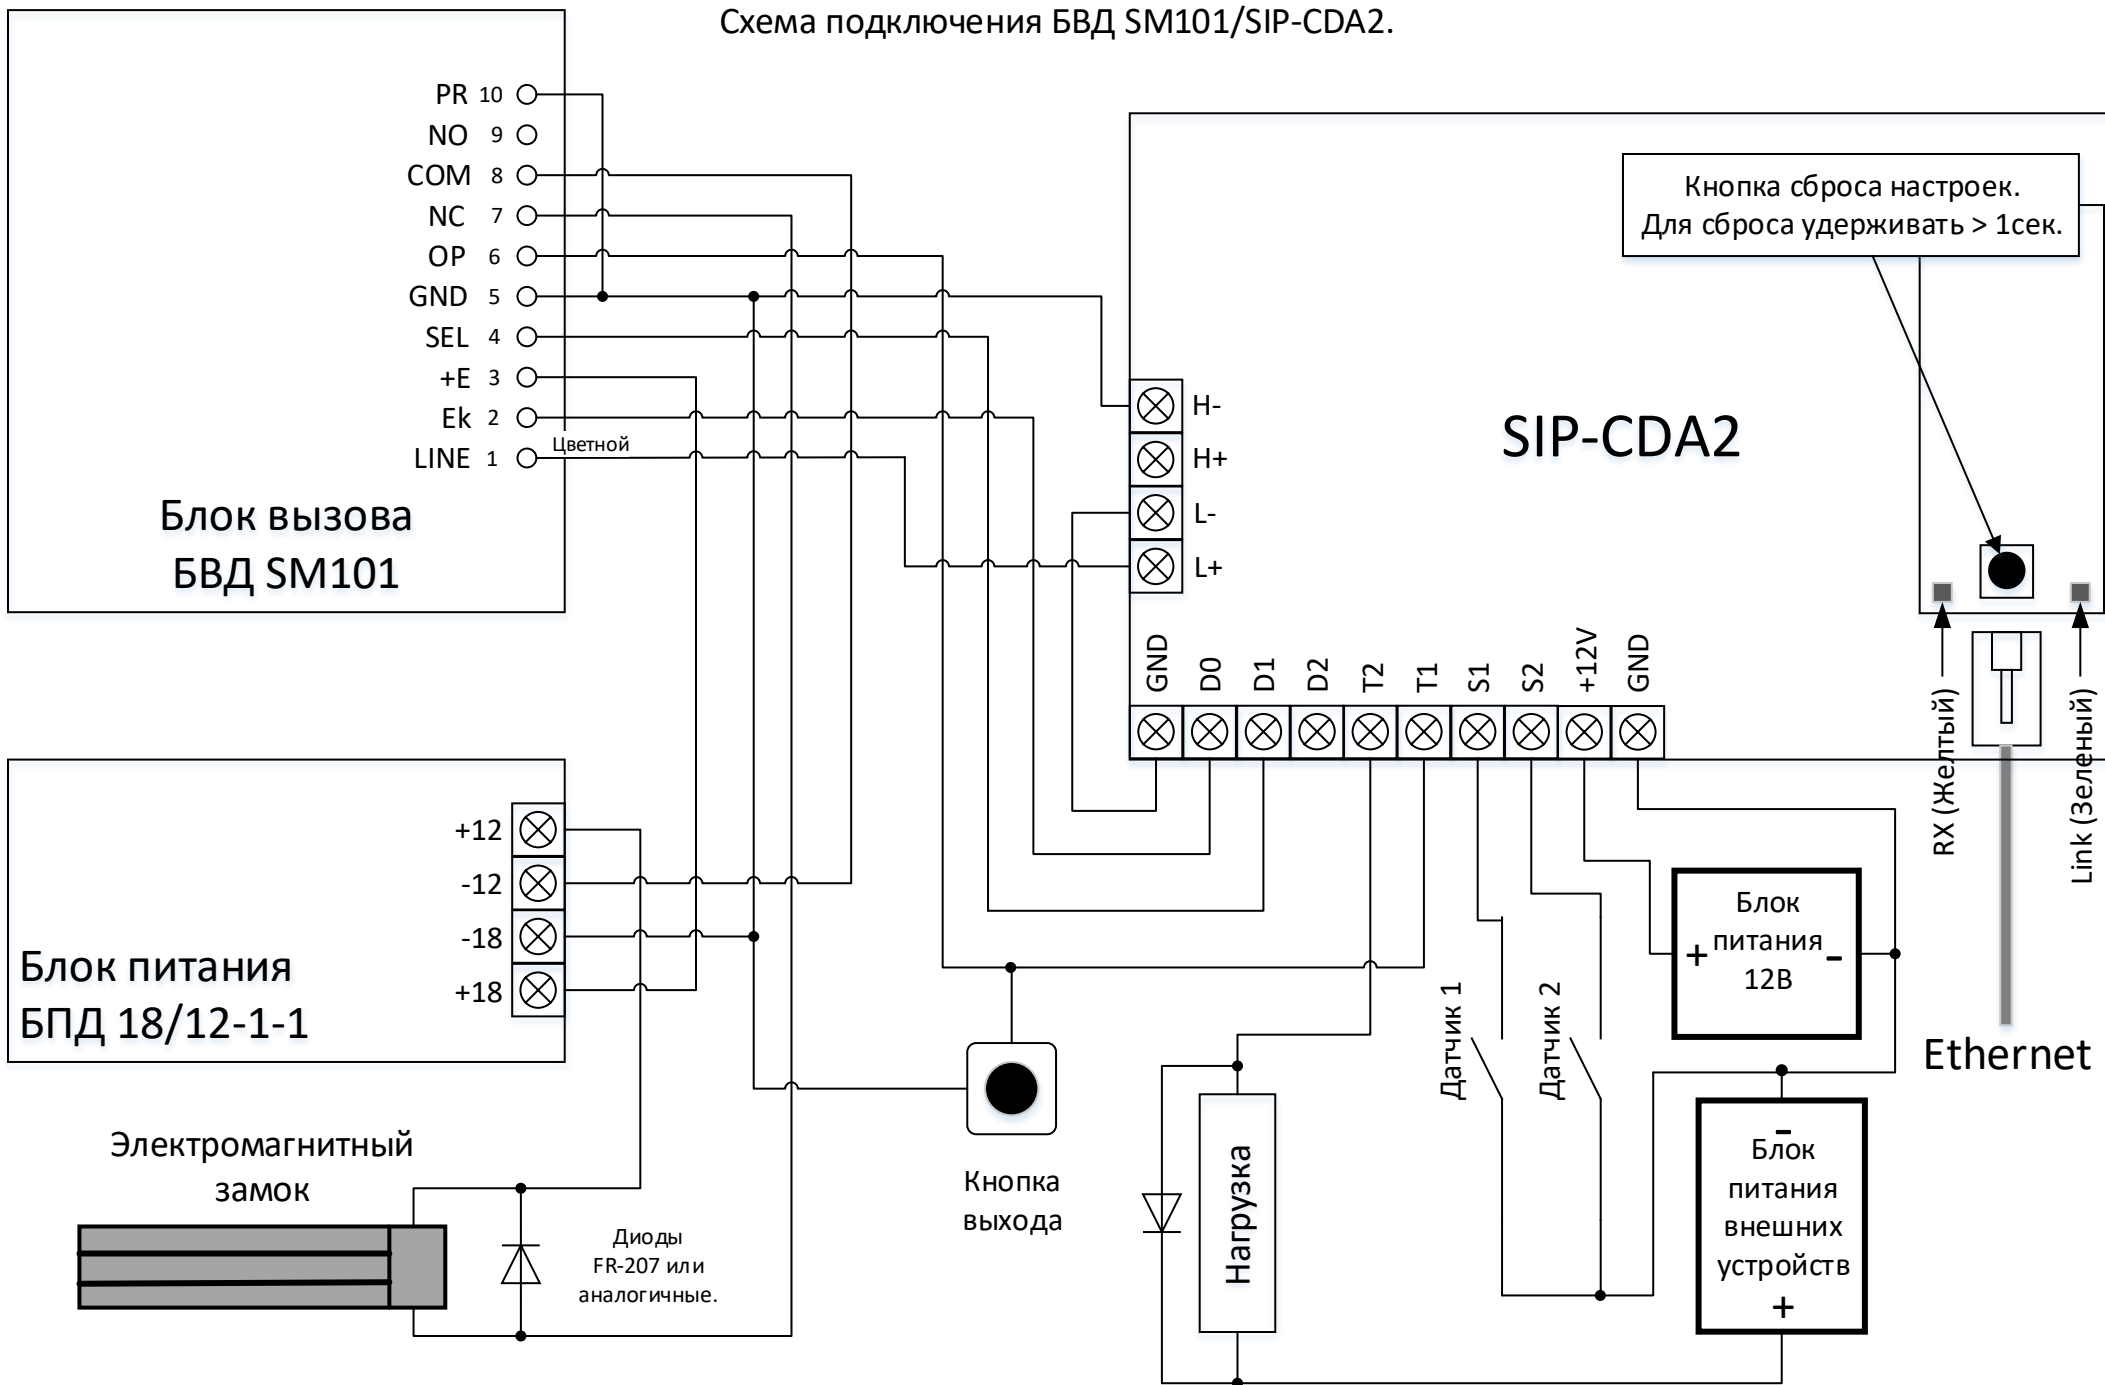 Схема подключения БВД SM101/SIP-CDA2.
PR 10
NO 9
COM 8
NC 7
OP 6
GND 5
SEL 4
+E 3
Ek 2
LINE 1
Цветной
Блок вызова
БВД SM101
Кнопка сброса настроек.
Для сброса удерживать > 1сек.
SIP-CDA2
H-
H+
L-
L+
GND
D0
D1
D2
T2
T1
S1
S2
+12V
GND
RX (Желтый)
Link (Зеленый)
Ethernet
+12
-12
-18
+18
Блок питания
БПД 18/12-1-1
Блок
питания
12В
+
-
Датчик 1
Датчик 2
Электромагнитный
замок
Диоды
FR-207 или
аналогичные.
Кнопка
выхода
Нагрузка
-
Блок
питания
внешних
устройств
+